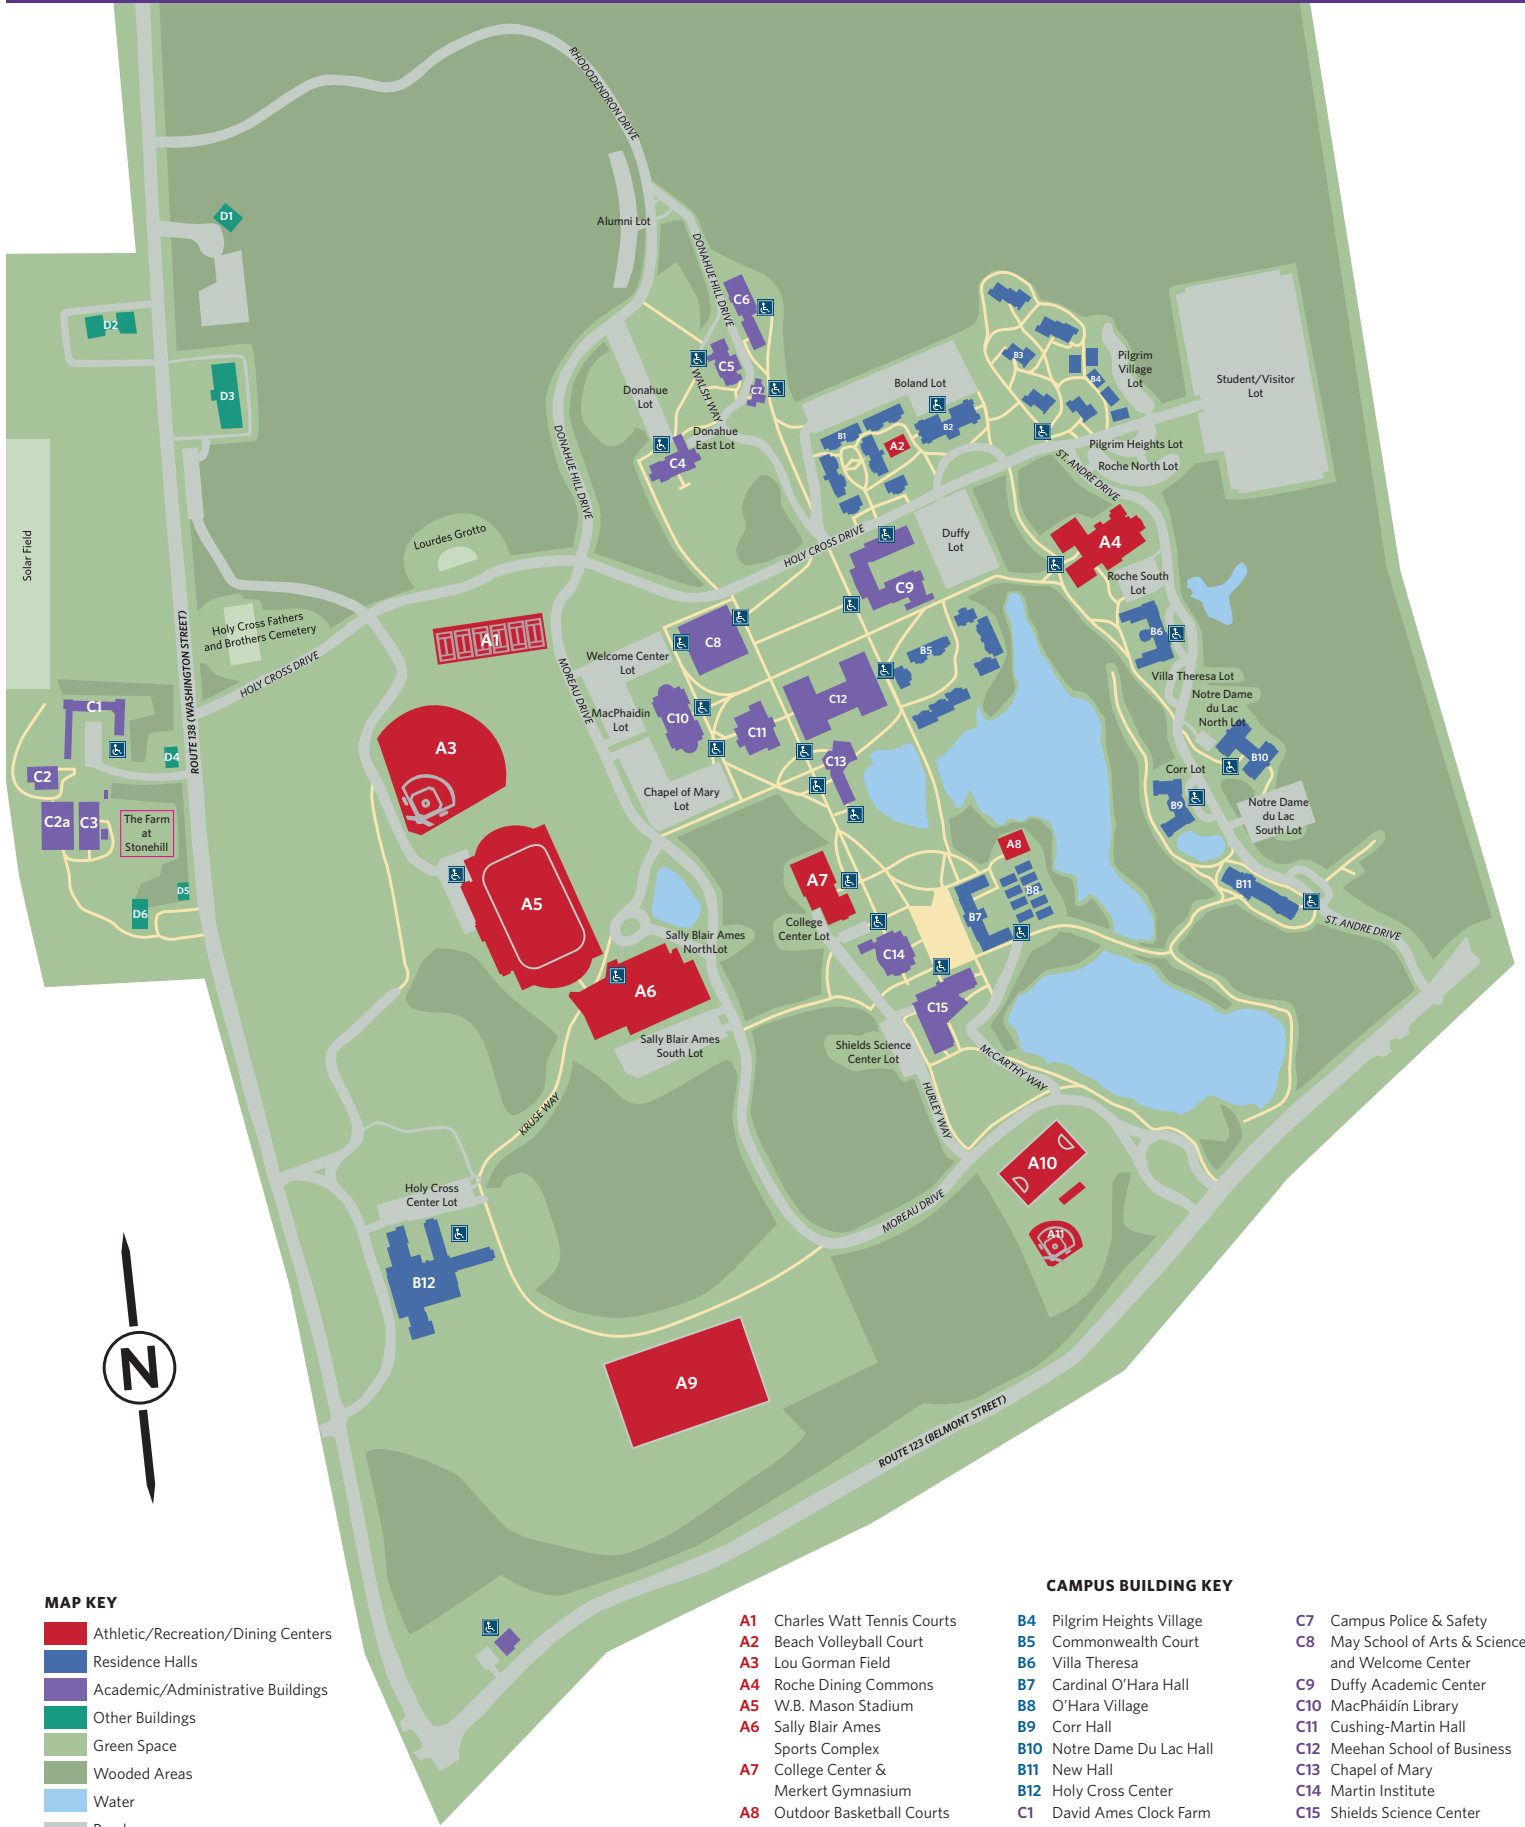 RHODODENDRON DRIVE
Alumni Lot
D1
DONAHUE HILL DRIVE
C6
D2
C5
WALSH WAY
C7
Donahue
Lot
Donahue
East Lot
C4
D3
DONAHUE HILL DRIVE
Boland Lot
B1
A2
B2
B3
B4
Pilgrim
Village
Lot
Student/Visitor
Lot
Pilgrim Heights Lot
Roche North Lot
ST. ANDRE DRIVE
Solar Field
Lourdes Grotto
HOLY CROSS DRIVE
Duffy
Lot
C9
A4
Roche South
Lot
B6
Villa Theresa Lot
Holy Cross Fathers
and Brothers Cemetery
HOLY CROSS DRIVE
ROUTE 138 (WASHINGTON STREET)
A1
Welcome Center
Lot
C8
MOREAU DRIVE
MacPhaidin
Lot
C10
C11
C12
B5
C13
Chapel of Mary
Lot
Notre Dame
du Lac
North Lot
B10
Corr Lot
B9
Notre Dame
du Lac
South Lot
B11
ST. ANDRE DRIVE
C1
D4
C2
C2a
C3
The Farm
at
Stonehill
D5
D6
A3
A5
A7
A8
B8
B7
College
Center Lot
Sally Blair Ames
NorthLot
A6
C14
C15
Sally Blair Ames
South Lot
Shields Science
Center Lot
McCARTHY WAY
HURLEY WAY
KRUSE WAY
Holy Cross
Center Lot
B12
MOREAU DRIVE
A10
A11
A9
ROUTE 123 (BELMONT STREET)
N
MAP KEY
Athletic/Recreation/Dining Centers
Residence Halls
Academic/Administrative Buildings
Other Buildings
Green Space
Wooded Areas
Water
CAMPUS BUILDING KEY
A1 Charles Watt Tennis Courts
A2 Beach Volleyball Court
A3 Lou Gorman Field
A4 Roche Dining Commons
A5 W.B. Mason Stadium
A6 Sally Blair Ames
Sports Complex
A7 College Center &
Merkert Gymnasium
A8 Outdoor Basketball Courts
B4 Pilgrim Heights Village
B5 Commonwealth Court
B6 Villa Theresa
B7 Cardinal O'Hara Hall
B8 O'Hara Village
B9 Corr Hall
B10 Notre Dame Du Lac Hall
B11 New Hall
B12 Holy Cross Center
C1 David Ames Clock Farm
C7 Campus Police & Safety
C8 May School of Arts & Science
and Welcome Center
C9 Duffy Academic Center
C10 MacPháidín Library
C11 Cushing-Martin Hall
C12 Meehan School of Business
C13 Chapel of Mary
C14 Martin Institute
C15 Shields Science Center